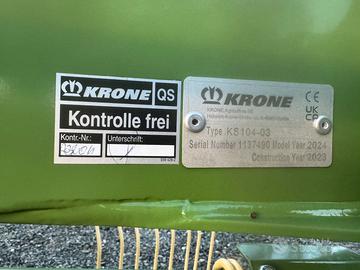 KRONE QS
Kontrolle frei
Kontr.-Nr.: Unterschrift:
KRONE
CE
UK
CA
Type KS104-03
Serial Number 1137490 Model Year 2024
Construction Year 2023